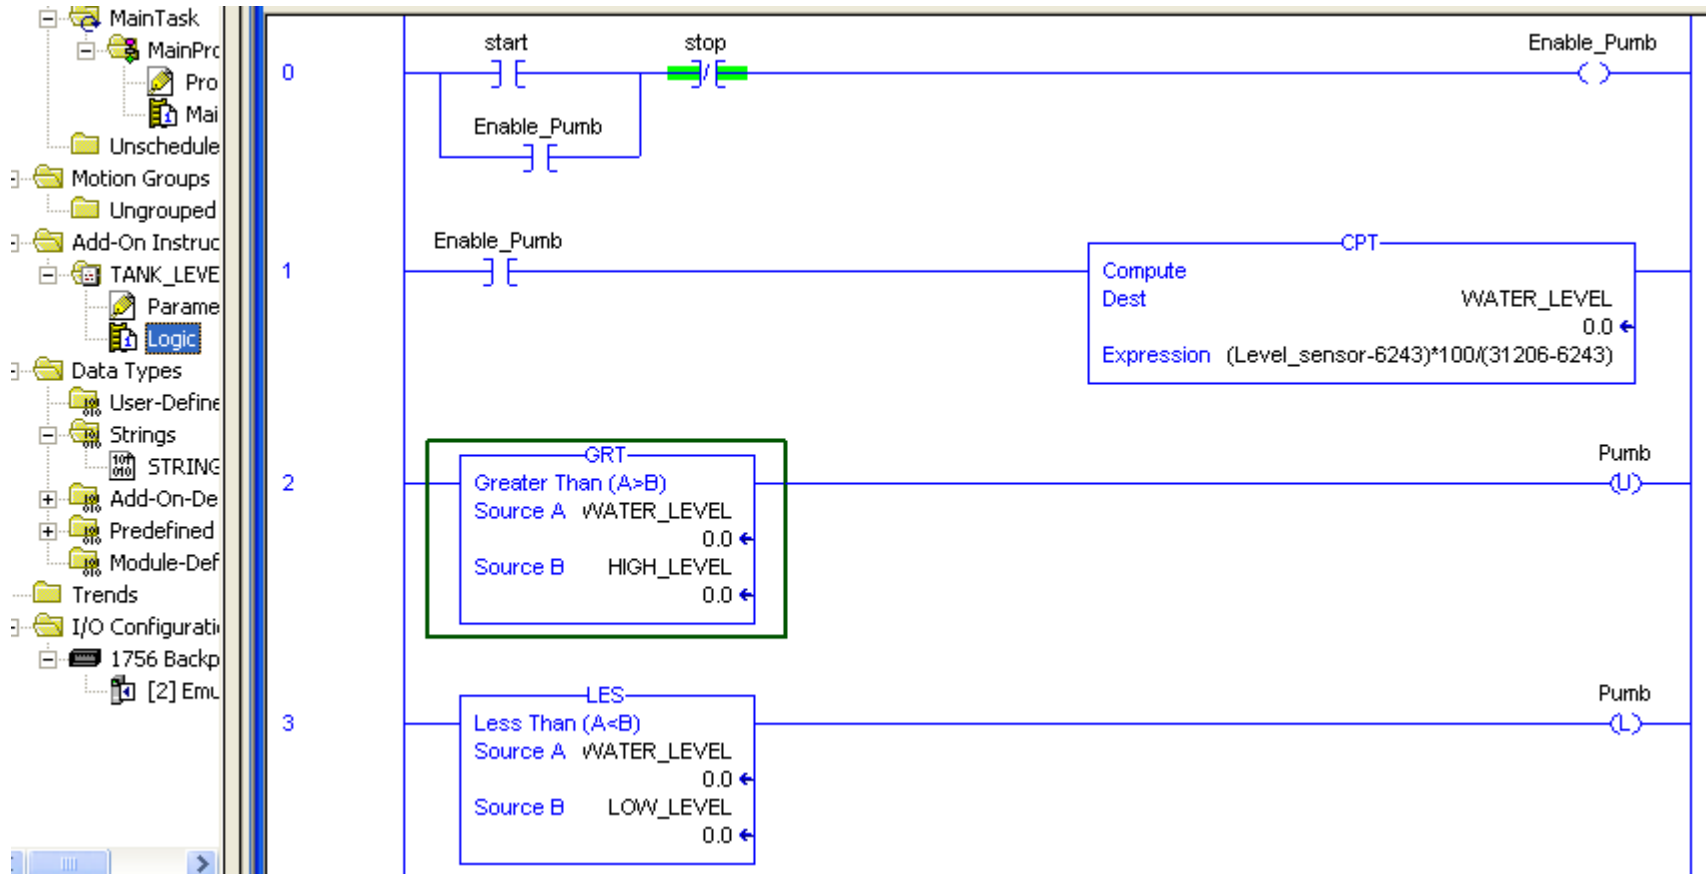 MainTask
MainPro
Pro
Mai
Unschedule
Motion Groups
Ungrouped
Add-On Instruc
TANK_LEVE
Parame
Logic
Data Types
User-Define
Strings
STRING
Add-On-De
Predefined
Module-Def
Trends
I/O Configurati
1756 Backp
[2] Emu
0
start
stop
Enable_Pumb
Enable_Pumb
1
Enable_Pumb
CPT
Compute
Dest WATER_LEVEL
0.0
Expression (Level_sensor-6243)*100/(31206-6243)
2
GRT
Greater Than (A>B)
Source A WATER_LEVEL
0.0
Source B HIGH_LEVEL
0.0
Pumb
U
3
LES
Less Than (A<B)
Source A WATER_LEVEL
0.0
Source B LOW_LEVEL
0.0
Pumb
L